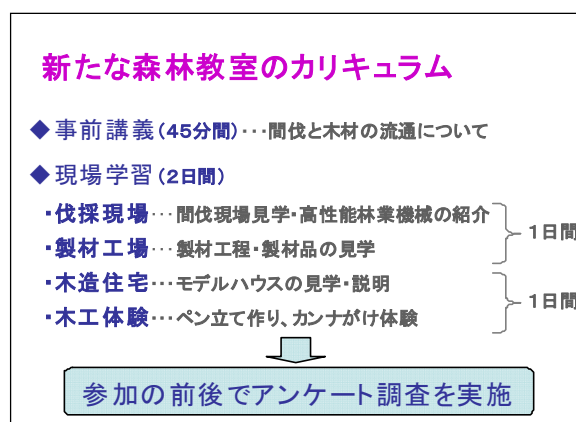 新たな森林教室のカリキュラム
◆事前講義(45分間)･･･間伐と木材の流通について
◆現場学習(2日間)
・伐採現場･･･間伐現場見学・高性能林業機械の紹介
・製材工場･･･製材工程・製材品の見学
1日間
・木造住宅･･･モデルハウスの見学・説明
・木工体験･･･ペン立て作り、カンナがけ体験
1日間
参加の前後でアンケート調査を実施